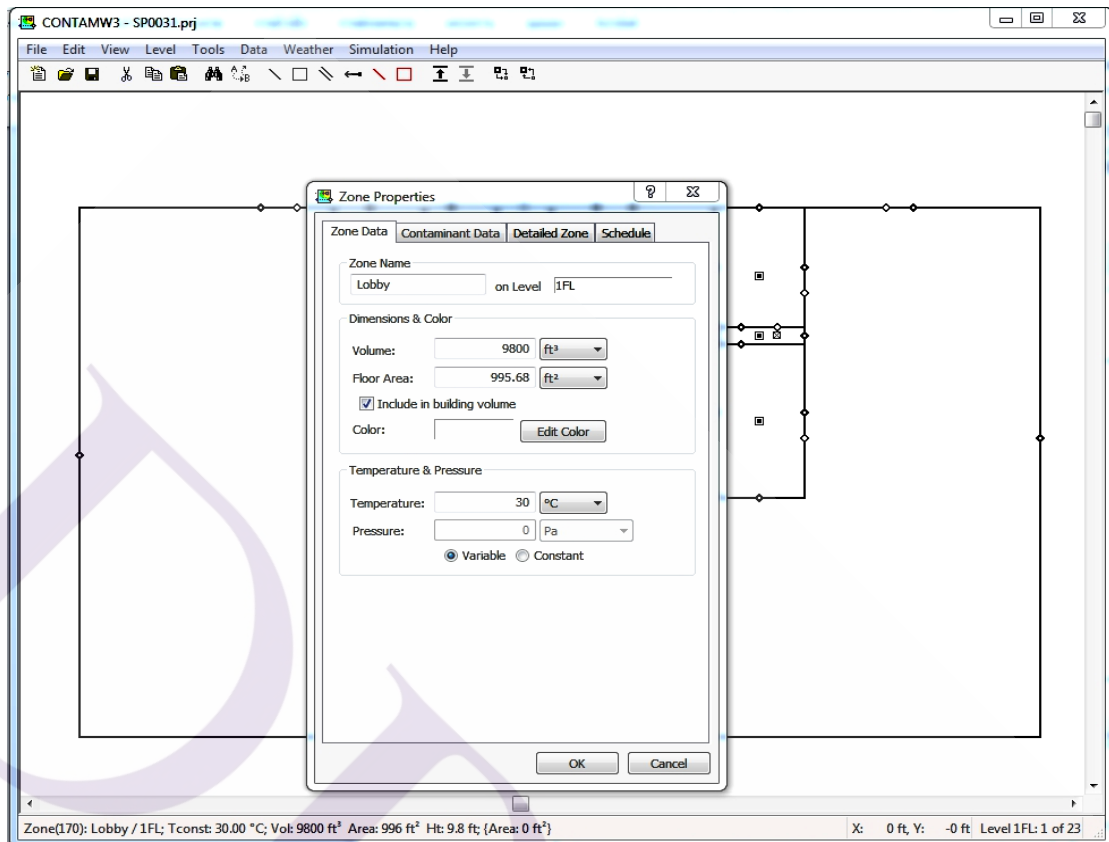 CONTAMW3 - SP0031.prj
File Edit View Level Tools Data Weather Simulation Help
Zone Properties
Zone Data Contaminant Data Detailed Zone Schedule
Zone Name
Lobby on Level 1FL
Dimensions & Color
Volume: 9800 ft³
Floor Area: 995.68 ft²
Include in building volume
Color: Edit Color
Temperature & Pressure
Temperature: 30 °C
Pressure: 0 Pa
Variable Constant
OK Cancel
Zone(170): Lobby / 1FL; Tconst: 30.00 °C; Vol: 9800 ft³ Area: 996 ft² Ht: 9.8 ft; {Area: 0 ft²} X: 0 ft, Y: -0 ft Level 1FL: 1 of 23